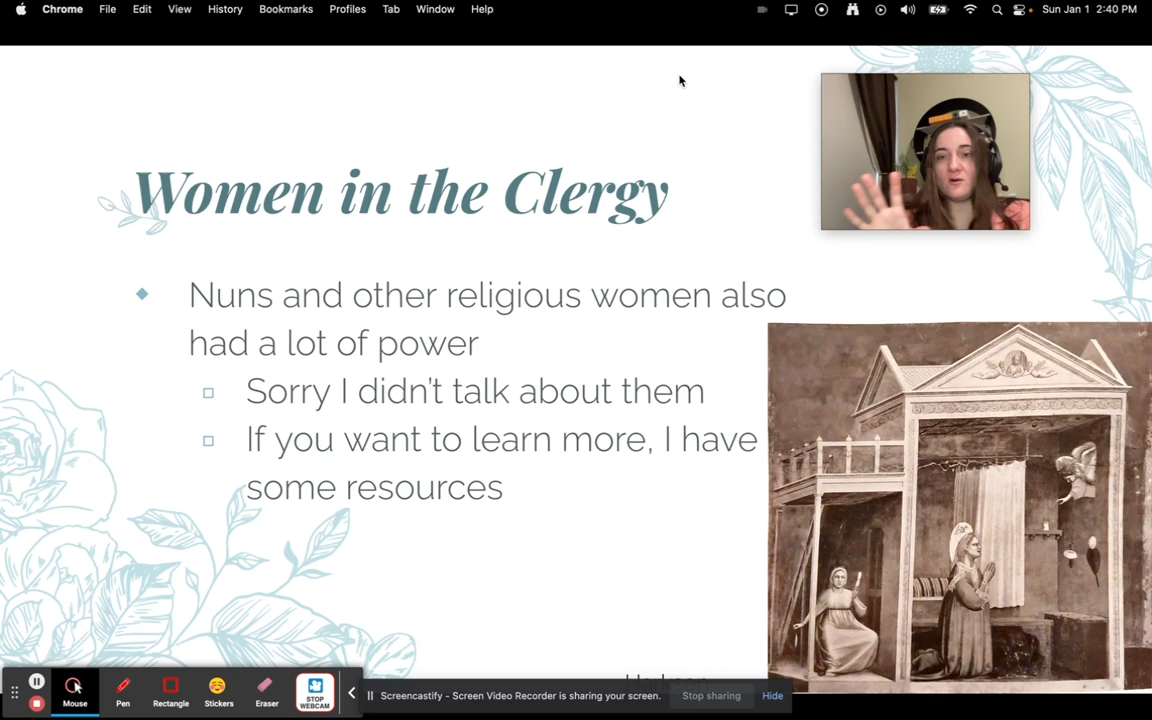 Chrome File Edit View History Bookmarks Profiles Tab Window Help Sun Jan 1 2:40 PM
Women in the Clergy
Nuns and other religious women also
had a lot of power
Sorry I didn't talk about them
If you want to learn more, I have
some resources
Mouse Pen Rectangle Stickers Eraser STOP
WEBCAM
Screencastify - Screen Video Recorder is sharing your screen. Stop sharing Hide